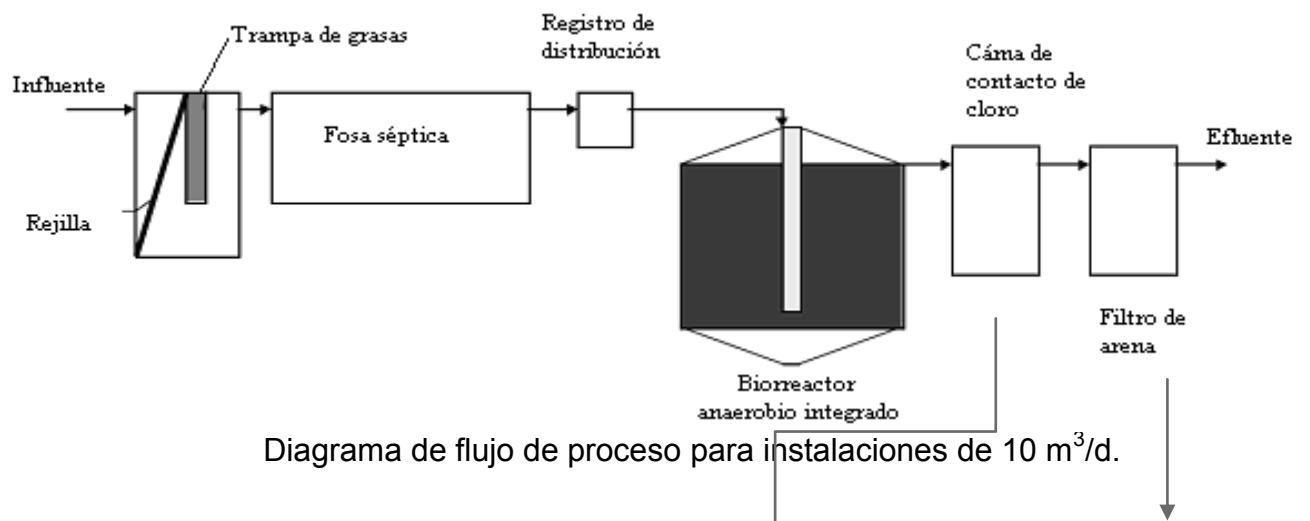 Influente
Trampa de grasas
Rejilla
Fosa séptica
Registro de
distribución
Biorreactor
anaerobio integrado
Cáma de
contacto de
cloro
Filtro de
arena
Efluente
Diagrama de flujo de proceso para instalaciones de 10 m³/d.